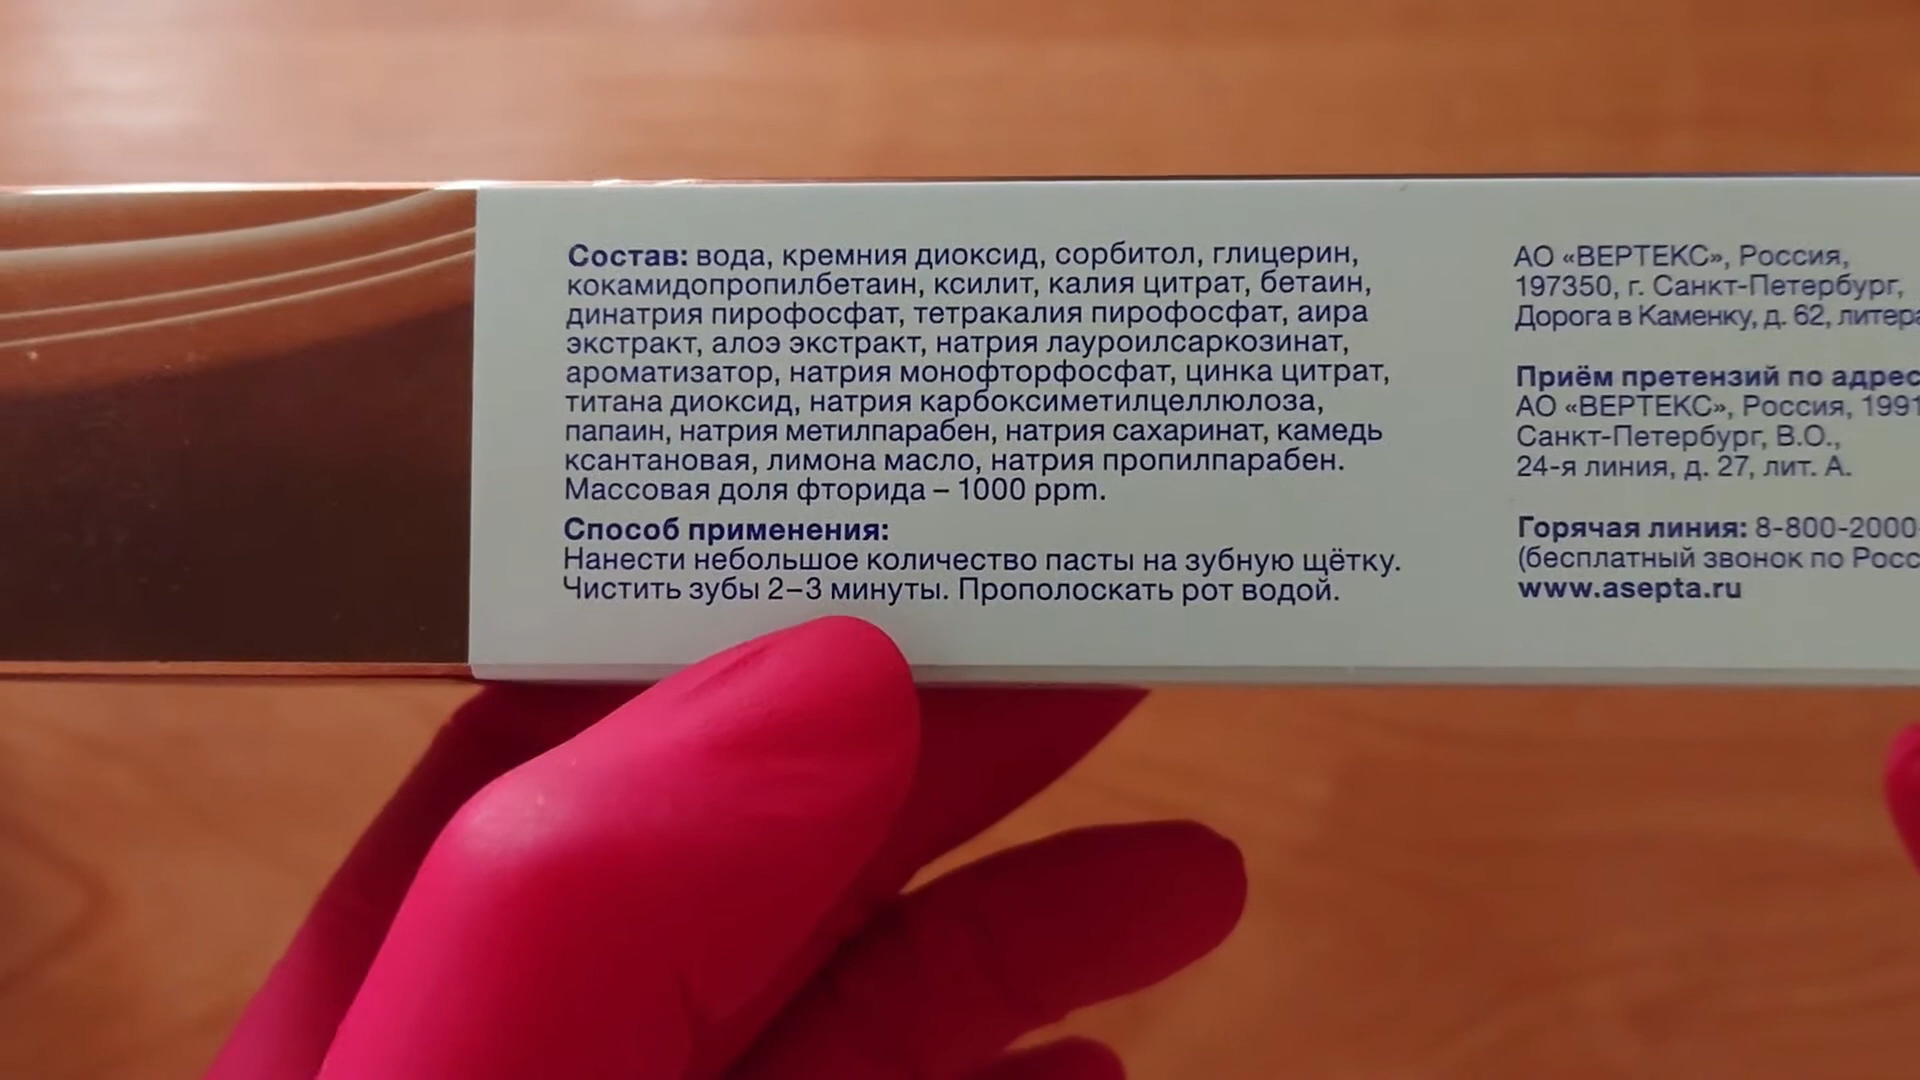 Состав: вода, кремния диоксид, сорбитол, глицерин,
кокамидопропилбетаин, ксилит, калия цитрат, бетаин,
динатрия пирофосфат, тетракалия пирофосфат, аира
экстракт, алоэ экстракт, натрия лауроилсаркозинат,
ароматизатор, натрия монофторфосфат, цинка цитрат,
титана диоксид, натрия карбоксиметилцеллюлоза,
папаин, натрия метилпарабен, натрия сахаринат, камедь
ксантановая, лимона масло, натрия пропилпарабен.
Массовая доля фторида – 1000 ppm.
Способ применения:
Нанести небольшое количество пасты на зубную щётку.
Чистить зубы 2–3 минуты. Прополоскать рот водой.
АО «ВЕРТЕКС», Россия,
197350, г. Санкт-Петербург,
Дорога в Каменку, д. 62, литера
Приём претензий по адрес
АО «ВЕРТЕКС», Россия, 1991
Санкт-Петербург, В.О.,
24-я линия, д. 27, лит. А.
Горячая линия: 8-800-2000-
(бесплатный звонок по Росс
www.asepta.ru